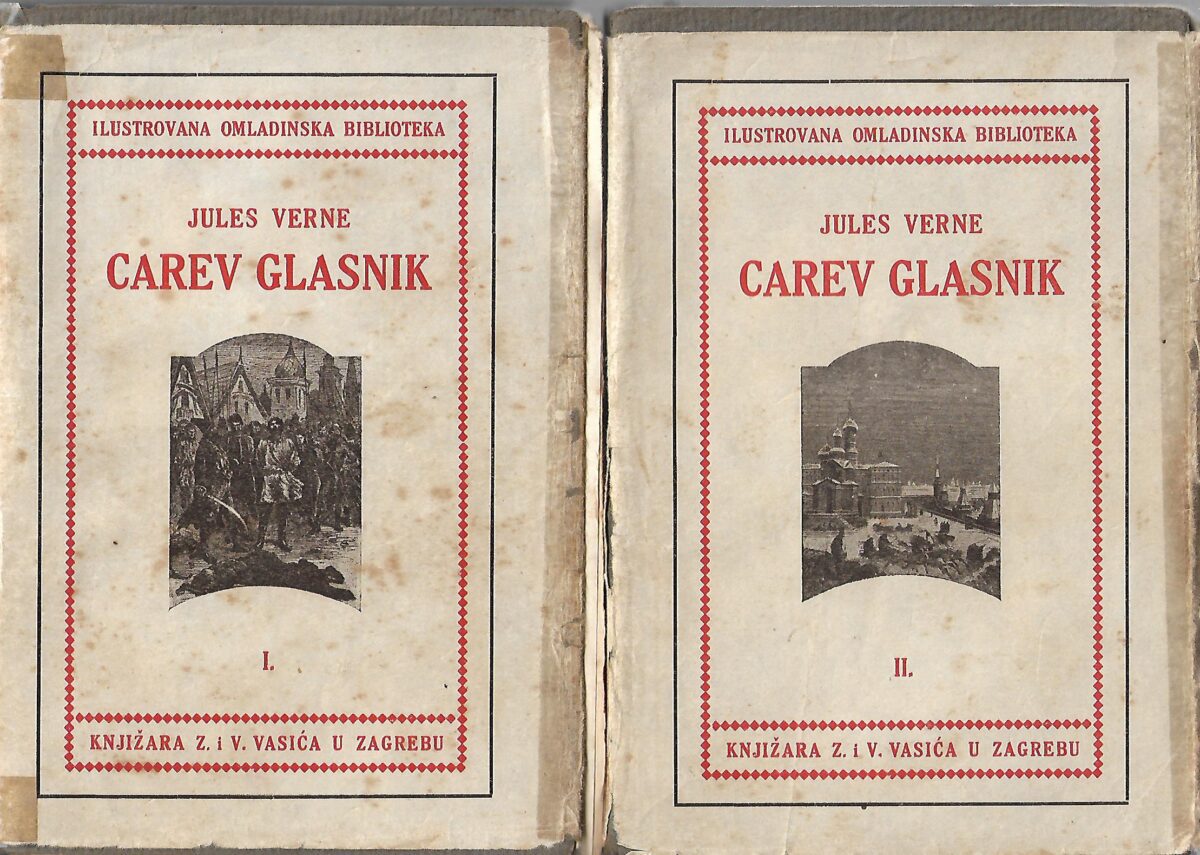 ILUSTROVANA OMLADINSKA BIBLIOTEKA
JULES VERNE
CAREV GLASNIK
I.
KNJIŽARA Z. i V. VASIĆA U ZAGREBU
ILUSTROVANA OMLADINSKA BIBLIOTEKA
JULES VERNE
CAREV GLASNIK
II.
KNJIŽARA Z. i V. VASIĆA U ZAGREBU